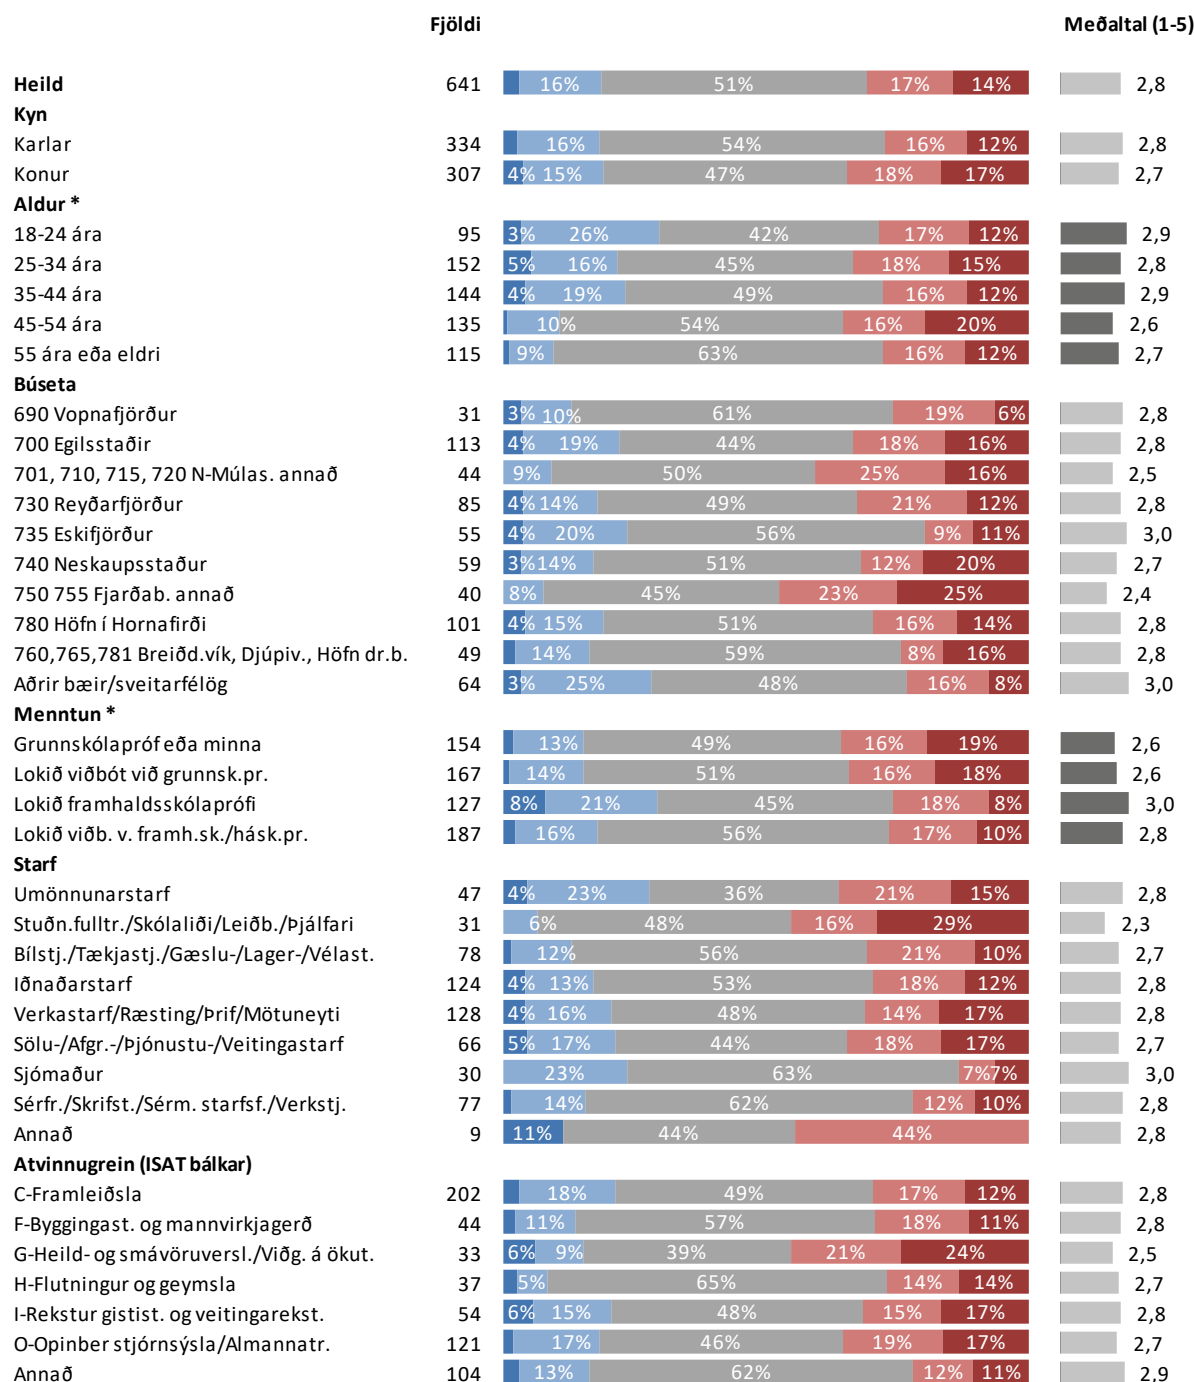 Fjöldi Meðaltal (1-5)
Heild 641 16% 51% 17% 14% 2,8
Kyn
Karlar 334 16% 54% 16% 12% 2,8
Konur 307 4% 15% 47% 18% 17% 2,7
Aldur *
18-24 ára 95 3% 26% 42% 17% 12% 2,9
25-34 ára 152 5% 16% 45% 18% 15% 2,8
35-44 ára 144 4% 19% 49% 16% 12% 2,9
45-54 ára 135 10% 54% 16% 20% 2,6
55 ára eða eldri 115 9% 63% 16% 12% 2,7
Búseta
690 Vopnafjörður 31 3% 10% 61% 19% 6% 2,8
700 Egilsstaðir 113 4% 19% 44% 18% 16% 2,8
701, 710, 715, 720 N-Múlas. annað 44 9% 50% 25% 16% 2,5
730 Reyðarfjörður 85 4% 14% 49% 21% 12% 2,8
735 Eskifjörður 55 4% 20% 56% 9% 11% 3,0
740 Neskaupsstaður 59 3% 14% 51% 12% 20% 2,7
750 755 Fjarðab. annað 40 8% 45% 23% 25% 2,4
780 Höfn í Hornafirði 101 4% 15% 51% 16% 14% 2,8
760,765,781 Breiðd.vík, Djúpiv., Höfn dr.b. 49 14% 59% 8% 16% 2,8
Aðrir bæir/sveitarfélög 64 3% 25% 48% 16% 8% 3,0
Menntun *
Grunnskólapróf eða minna 154 13% 49% 16% 19% 2,6
Lokið viðbót við grunnsk.pr. 167 14% 51% 16% 18% 2,6
Lokið framhaldsskólaprófi 127 8% 21% 45% 18% 8% 3,0
Lokið viðb. v. framh.sk./hásk.pr. 187 16% 56% 17% 10% 2,8
Starf
Umönnunarstarf 47 4% 23% 36% 21% 15% 2,8
Stuðn.fulltr./Skólaliði/Leiðb./Þjálfari 31 6% 48% 16% 29% 2,3
Bílstj./Tækjastj./Gæslu-/Lager-/Vélast. 78 12% 56% 21% 10% 2,7
Iðnaðarstarf 124 4% 13% 53% 18% 12% 2,8
Verkastarf/Ræsting/Þrif/Mötuneyti 128 4% 16% 48% 14% 17% 2,8
Sölu-/Afgr.-/Þjónustu-/Veitingastarf 66 5% 17% 44% 18% 17% 2,7
Sjómaður 30 23% 63% 7% 7% 3,0
Sérfr./Skrifst./Sérm. starfsf./Verkstj. 77 14% 62% 12% 10% 2,8
Annað 9 11% 44% 44% 2,8
Atvinnugrein (ISAT bálkar)
C-Framleiðsla 202 18% 49% 17% 12% 2,8
F-Byggingast. og mannvirkjagerð 44 11% 57% 18% 11% 2,8
G-Heild- og smávöruversl./Viðg. á ökut. 33 6% 9% 39% 21% 24% 2,5
H-Flutningur og geymsla 37 5% 65% 14% 14% 2,7
I-Rekstur gistist. og veitingarekst. 54 6% 15% 48% 15% 17% 2,8
O-Opinber stjórnsýsla/Almannatr. 121 17% 46% 19% 17% 2,7
Annað 104 13% 62% 12% 11% 2,9